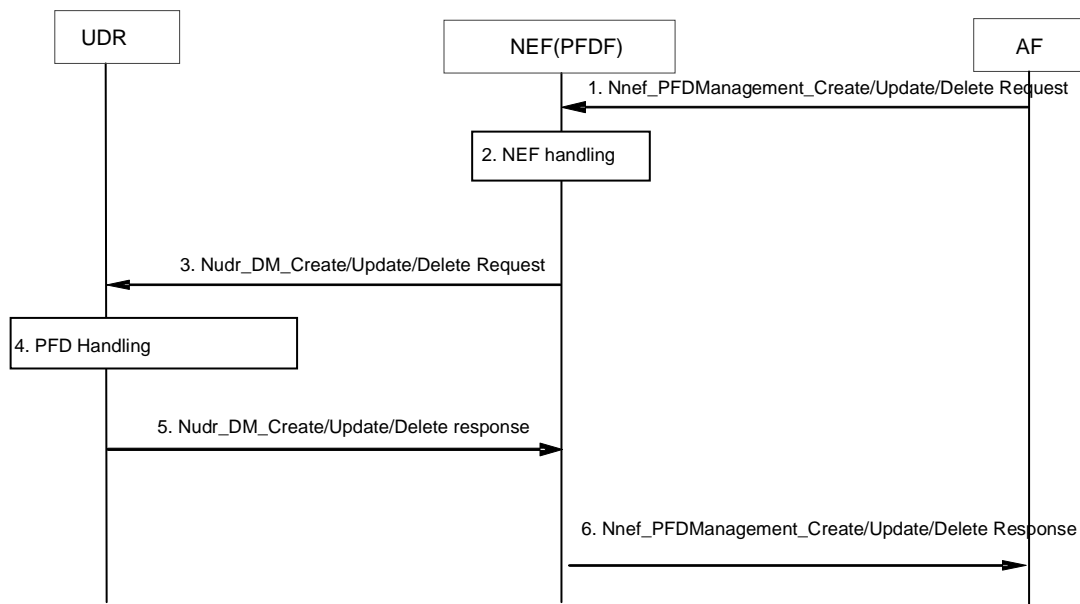 UDR
NEF(PFDF)
AF
1. Nnef_PFDManagement_Create/Update/Delete Request
2. NEF handling
3. Nudr_DM_Create/Update/Delete Request
4. PFD Handling
5. Nudr_DM_Create/Update/Delete response
6. Nnef_PFDManagement_Create/Update/Delete Response